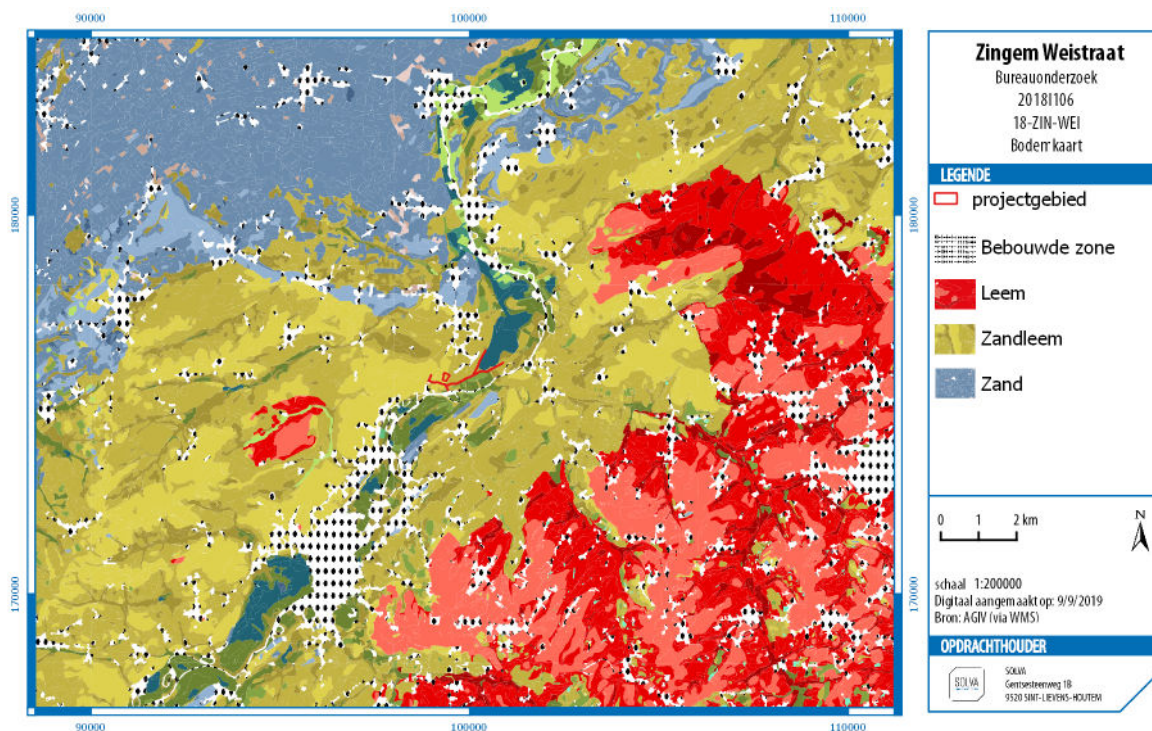 90000
100000
110000
180000
170000
180000
170000
90000
100000
110000
Zingem Weistraat
Bureauonderzoek
2018I106
18-ZIN-WEI
Bodemkaart
LEGENDE
projectgebied
Bebouwde zone
Leem
Zandleem
Zand
0 1 2 km
N
schaal 1:200000
Digitaal aangemaakt op: 9/9/2019
Bron: AGIV (via WMS)
OPDRACHTHOUDER
SOLVA
SOLVA
Gentsesteenweg 1B
9520 SINT-LIEVENS-HOUTEM